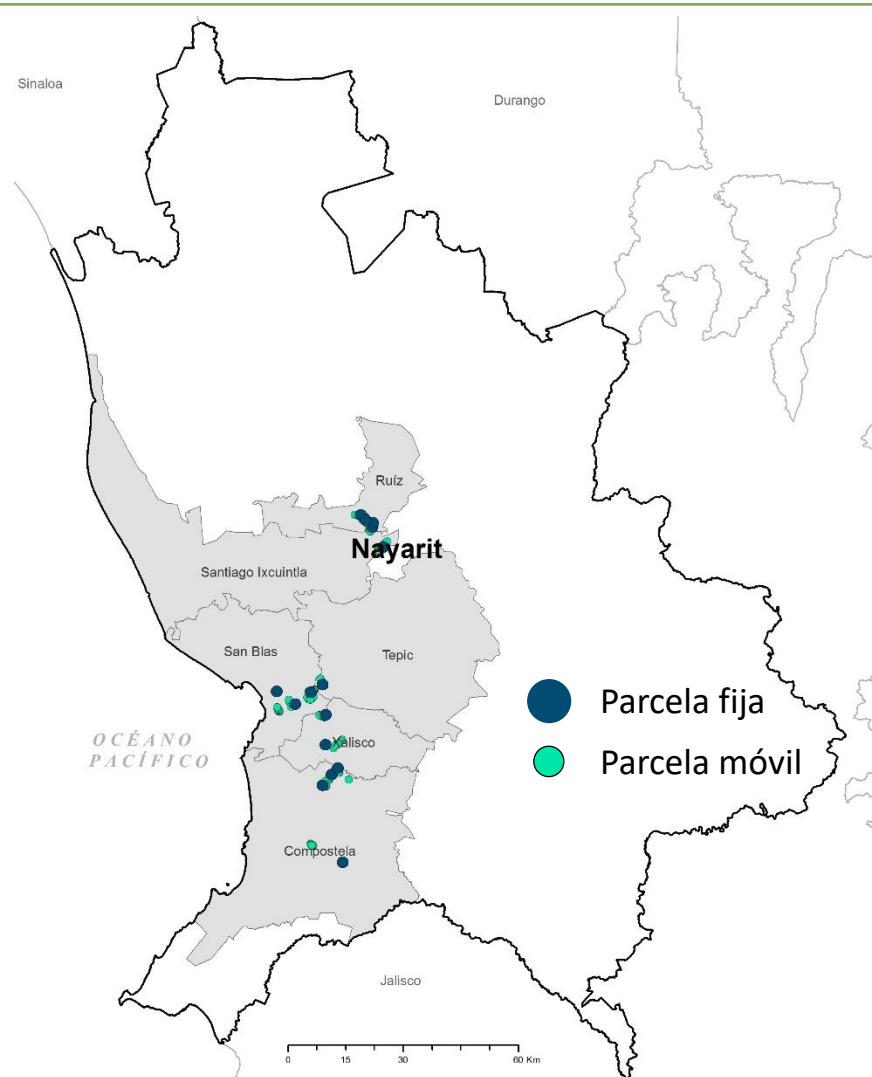 Sinaloa
Durango
Ruíz
Nayarit
Santiago Ixcuintla
San Blas
Tepic
Parcela fija
OCÉANO
PACÍFICO
Xalisco
Parcela móvil
Compostela
Jalisco
0 15 30 60 Km